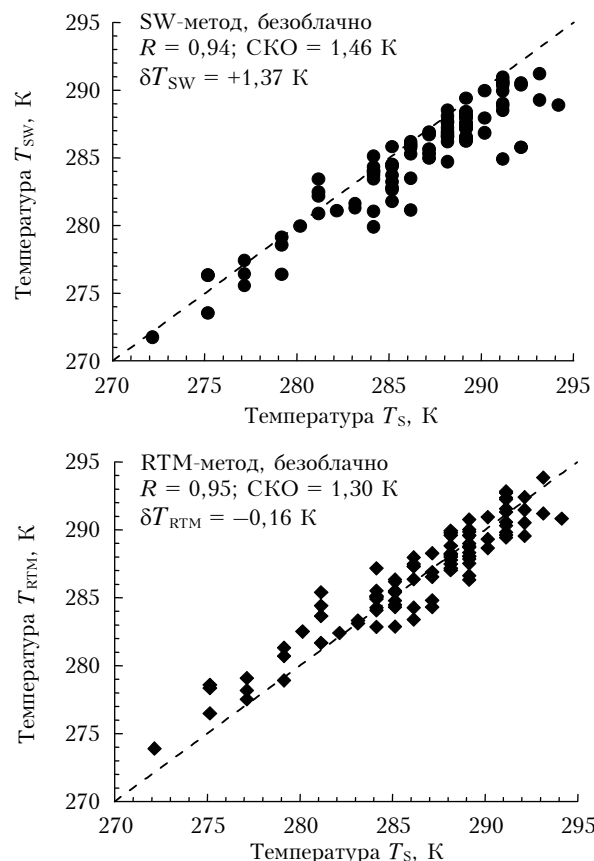 SW-метод, безоблачно
R = 0,94; СКО = 1,46 К
δT_SW = +1,37 К
Температура T_SW, К
295
290
285
280
275
270
270 275 280 285 290 295
Температура T_S, К
RTM-метод, безоблачно
R = 0,95; СКО = 1,30 К
δT_RTM = −0,16 К
Температура T_RTM, К
295
290
285
280
275
270
270 275 280 285 290 295
Температура T_S, К